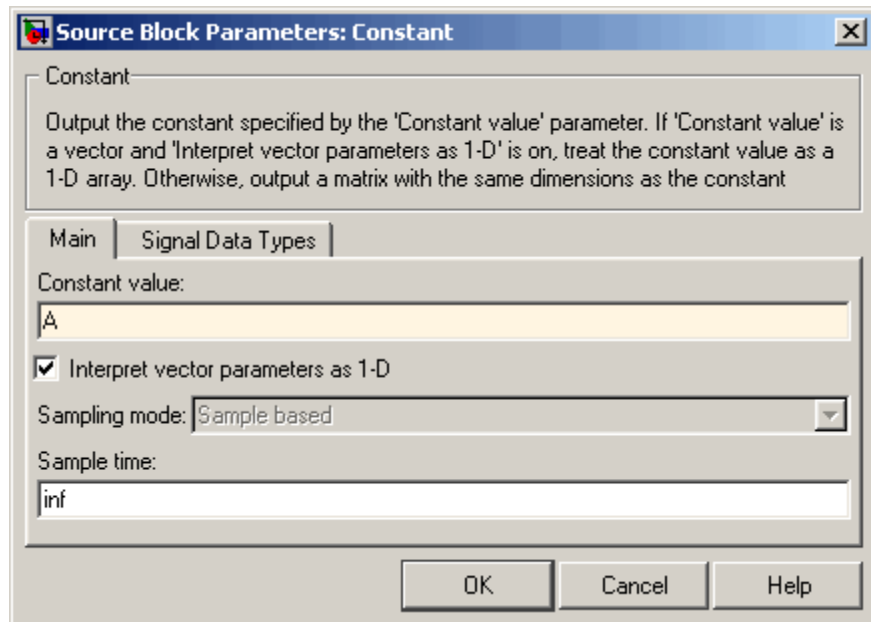 Source Block Parameters: Constant
Constant
Output the constant specified by the 'Constant value' parameter. If 'Constant value' is
a vector and 'Interpret vector parameters as 1-D' is on, treat the constant value as a
1-D array. Otherwise, output a matrix with the same dimensions as the constant
Main Signal Data Types
Constant value:
A
Interpret vector parameters as 1-D
Sampling mode: Sample based
Sample time:
inf
OK Cancel Help